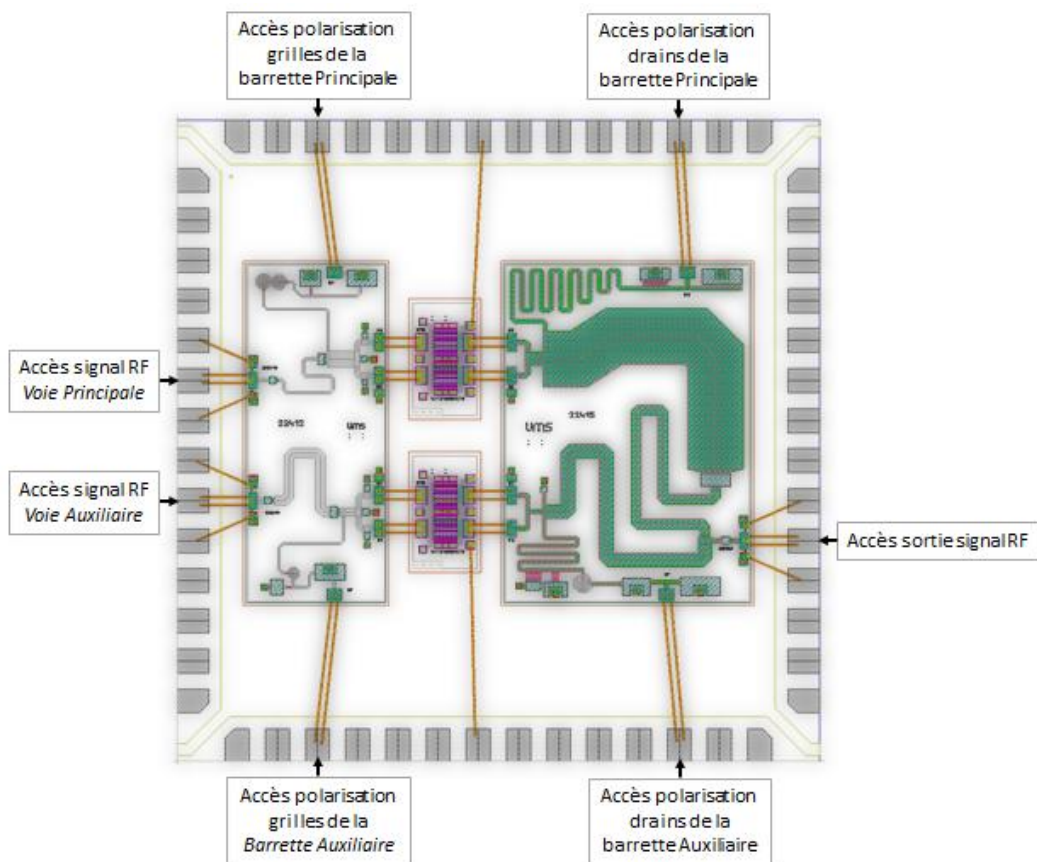 Accès polarisation
grilles de la
barrette Principale
Accès polarisation
drains de la
barrette Principale
Accès signal RF
Voie Principale
Accès signal RF
Voie Auxiliaire
ums
ums
Accès sortie signal RF
Accès polarisation
grilles de la
Barrette Auxiliaire
Accès polarisation
drains de la
barrette Auxiliaire